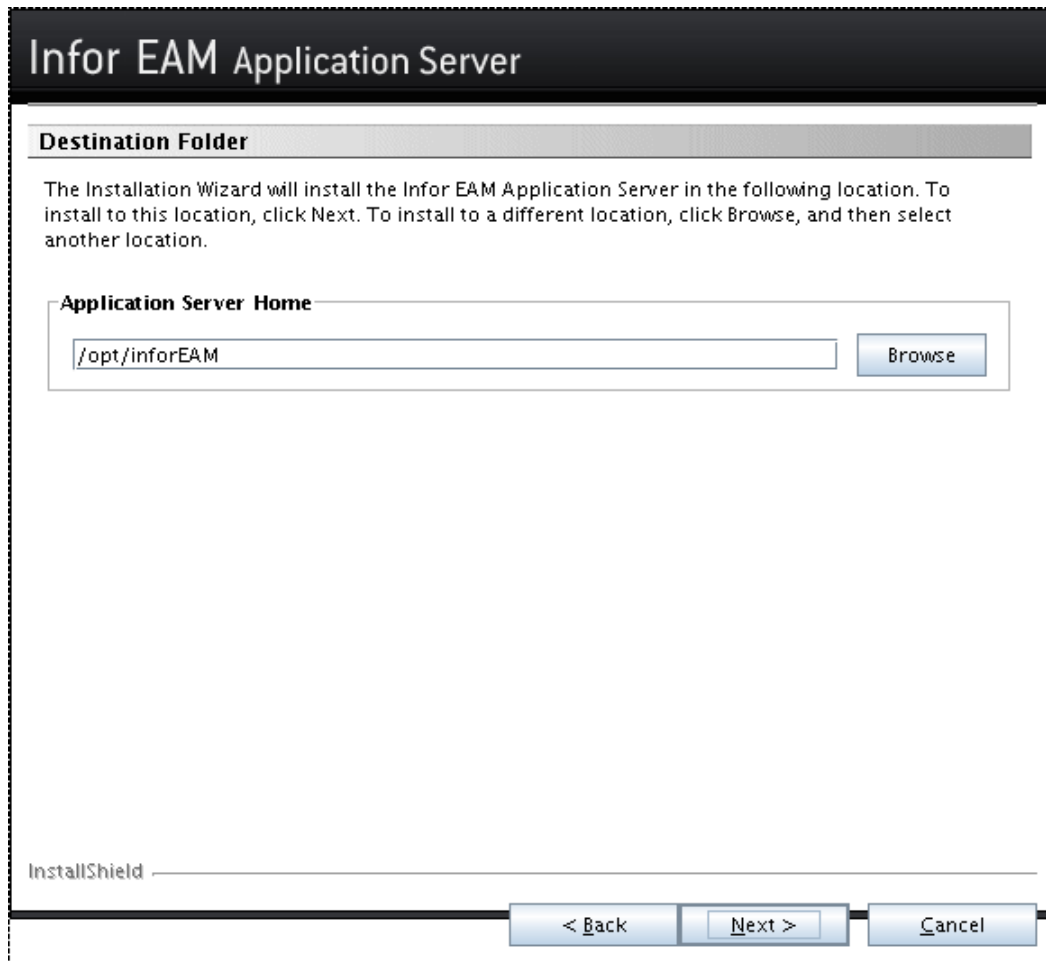 Infor EAM Application Server
Destination Folder
The Installation Wizard will install the Infor EAM Application Server in the following location. To
install to this location, click Next. To install to a different location, click Browse, and then select
another location.
Application Server Home
/opt/inforEAM
Browse
InstallShield
< Back
Next >
Cancel